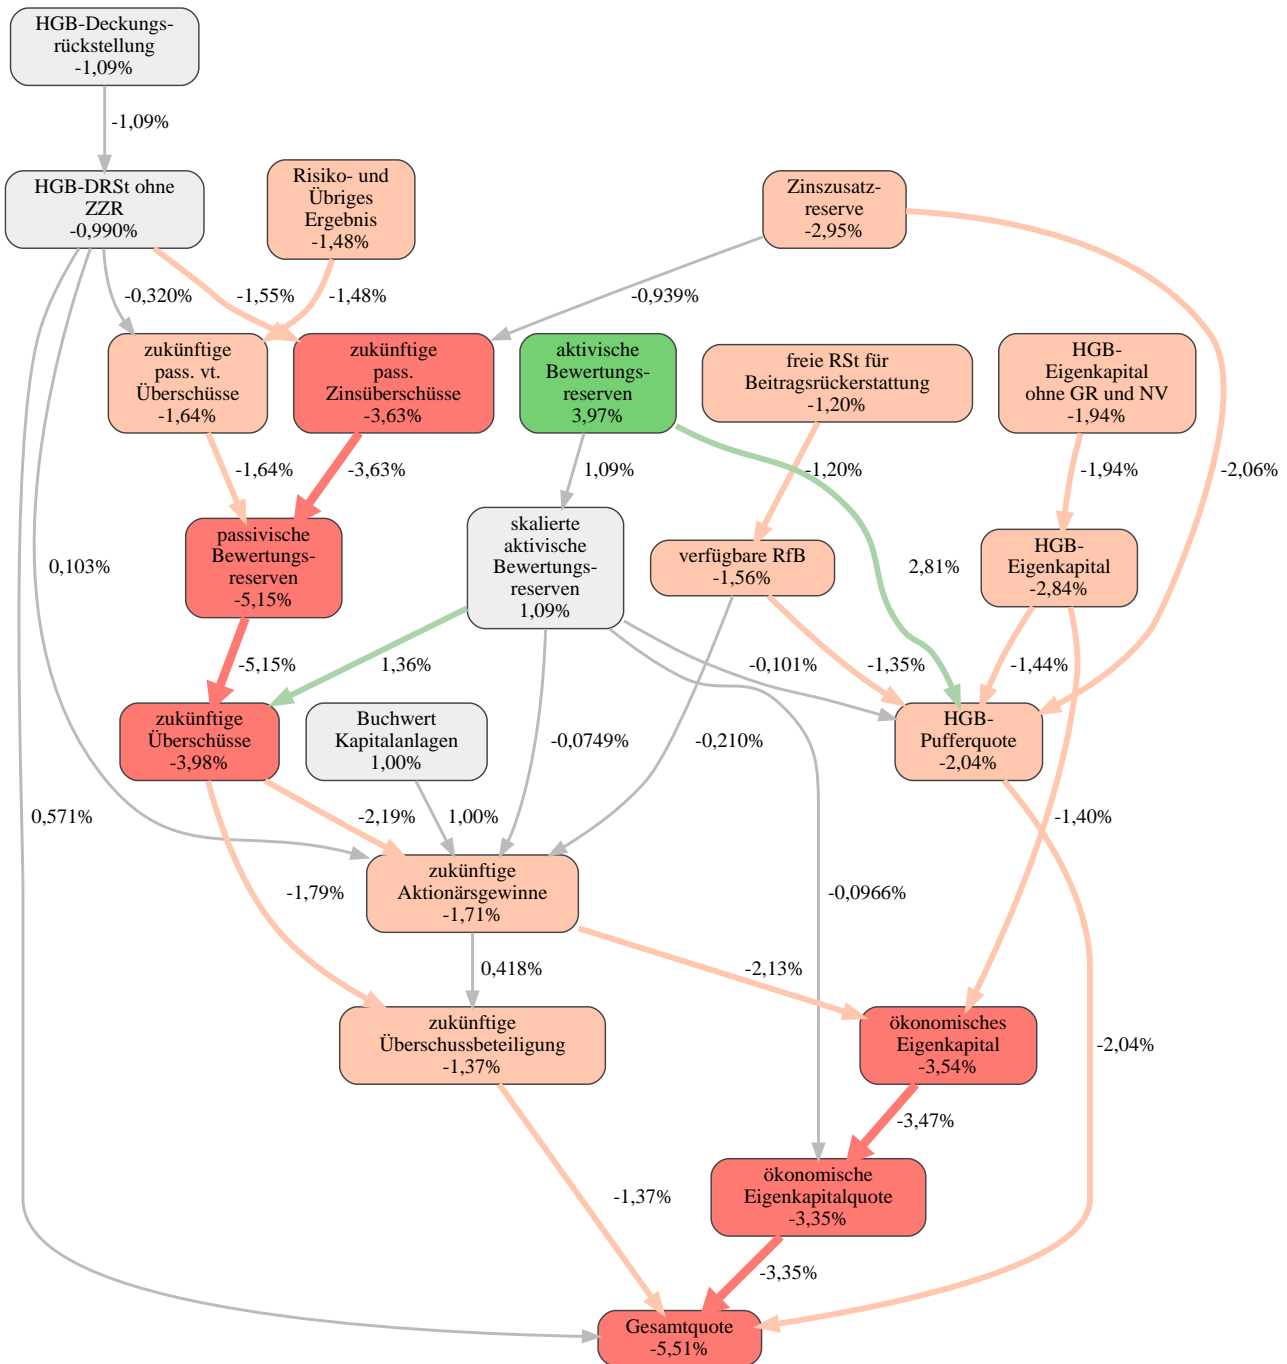 HGB-Deckungs-
rückstellung
-1,09%
-1,09%
HGB-DRSt ohne
ZZR
-0,990%
Risiko- und
Übriges
Ergebnis
-1,48%
Zinszusatz-
reserve
-2,95%
-0,320%
-1,55%
-1,48%
-0,939%
zukünftige
pass. vt.
Überschüsse
-1,64%
zukünftige
pass.
Zinsüberschüsse
-3,63%
aktivische
Bewertungs-
reserven
3,97%
freie RSt für
Beitragsrückerstattung
-1,20%
HGB-
Eigenkapital
ohne GR und NV
-1,94%
-1,64%
-3,63%
1,09%
-1,20%
-1,94%
-2,06%
passivische
Bewertungs-
reserven
-5,15%
skalierte
aktivische
Bewertungs-
reserven
1,09%
verfügbare RfB
-1,56%
HGB-
Eigenkapital
-2,84%
0,103%
2,81%
-5,15%
1,36%
-0,101%
-1,35%
-1,44%
zukünftige
Überschüsse
-3,98%
Buchwert
Kapitalanlagen
1,00%
-0,0749%
-0,210%
HGB-
Pufferquote
-2,04%
0,571%
-2,19%
1,00%
-1,40%
zukünftige
Aktionärsgewinne
-1,71%
-1,79%
-0,0966%
0,418%
-2,13%
zukünftige
Überschussbeteiligung
-1,37%
ökonomisches
Eigenkapital
-3,54%
-2,04%
-3,47%
ökonomische
Eigenkapitalquote
-3,35%
-1,37%
-3,35%
Gesamtquote
-5,51%